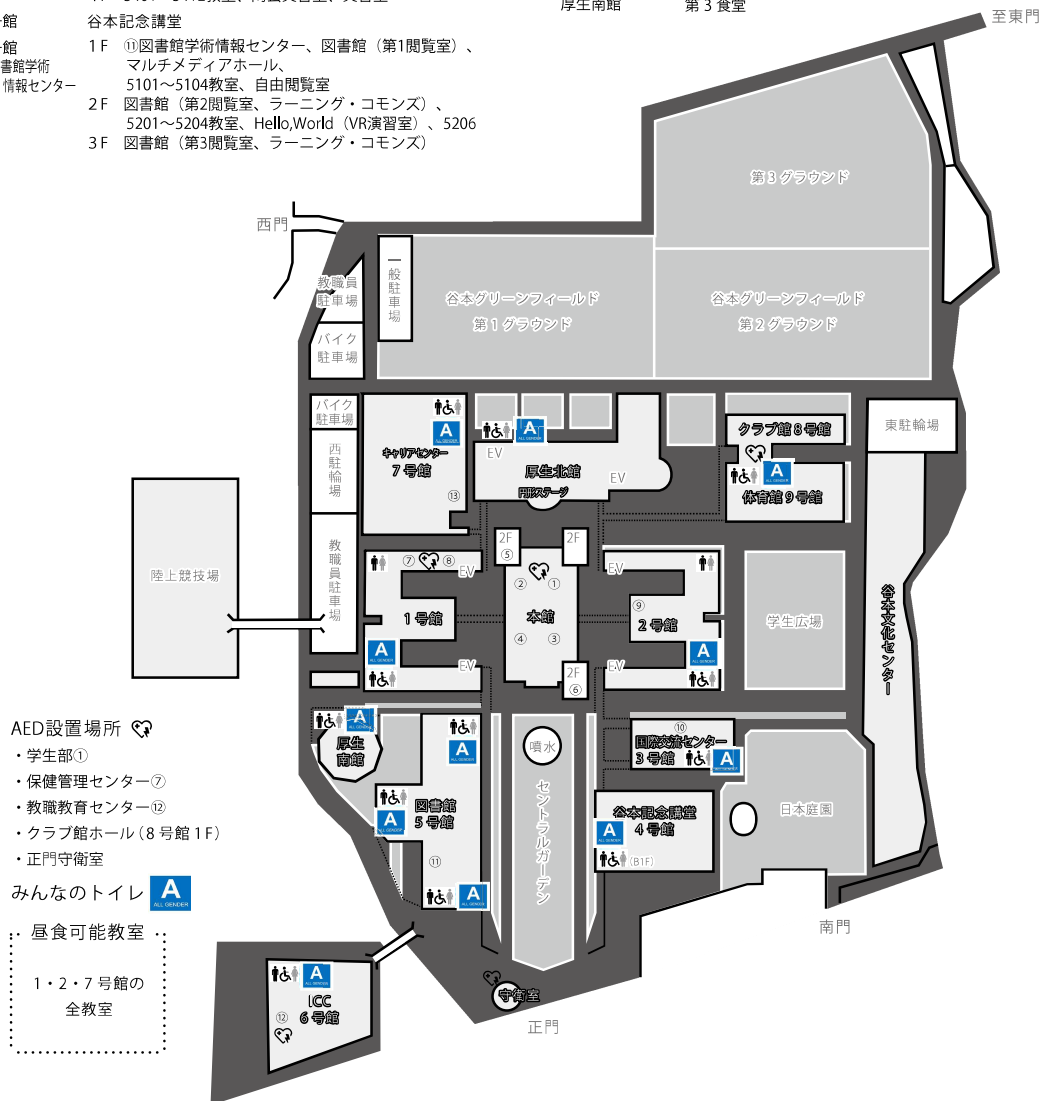 厚生南館 第3食堂
館 谷本記念講堂
館
書館学術
情報センター
1F ⑪図書館学術情報センター、図書館(第1閲覧室)、
マルチメディアホール、
5101〜5104教室、自由閲覧室
2F 図書館(第2閲覧室、ラーニング・コモンズ)、
5201〜5204教室、Hello,World(VR演習室)、5206
3F 図書館(第3閲覧室、ラーニング・コモンズ)
至東門
第3グラウンド
西門
教職員
駐車場
一般駐車場
谷本グリーンフィールド
第1グラウンド
谷本グリーンフィールド
第2グラウンド
バイク
駐車場
バイク
駐車場
西駐輪場
教職員駐車場
陸上競技場
A
ALL GENDER
キャリアセンター
7号館
⑬
A
ALL GENDER
EV
厚生北館
EV
円形ステージ
クラブ館8号館
A
ALL GENDER
体育館9号館
東駐輪場
2F
⑤
2F
⑦ ⑧
EV
1号館
A
ALL GENDER
EV
② ①
本館
④ ③
2F
⑥
EV
⑨
2号館
A
ALL GENDER
EV
学生広場
谷本文化センター
A
厚生
南館
A
ALL GENDER
図書館
5号館
A
ALL GENDER
⑪
A
ALL GENDER
噴水
セントラルガーデン
⑩
国際交流センター
3号館
A
谷本記念講堂
4号館
A
ALL GENDER
(B1F)
日本庭園
南門
AED設置場所
・学生部①
・保健管理センター⑦
・教職教育センター⑫
・クラブ館ホール(8号館1F)
・正門守衛室
みんなのトイレ A
ALL GENDER
昼食可能教室
1・2・7号館の
全教室
A
ALL GENDER
ICC
6号館
⑫
守衛室
正門